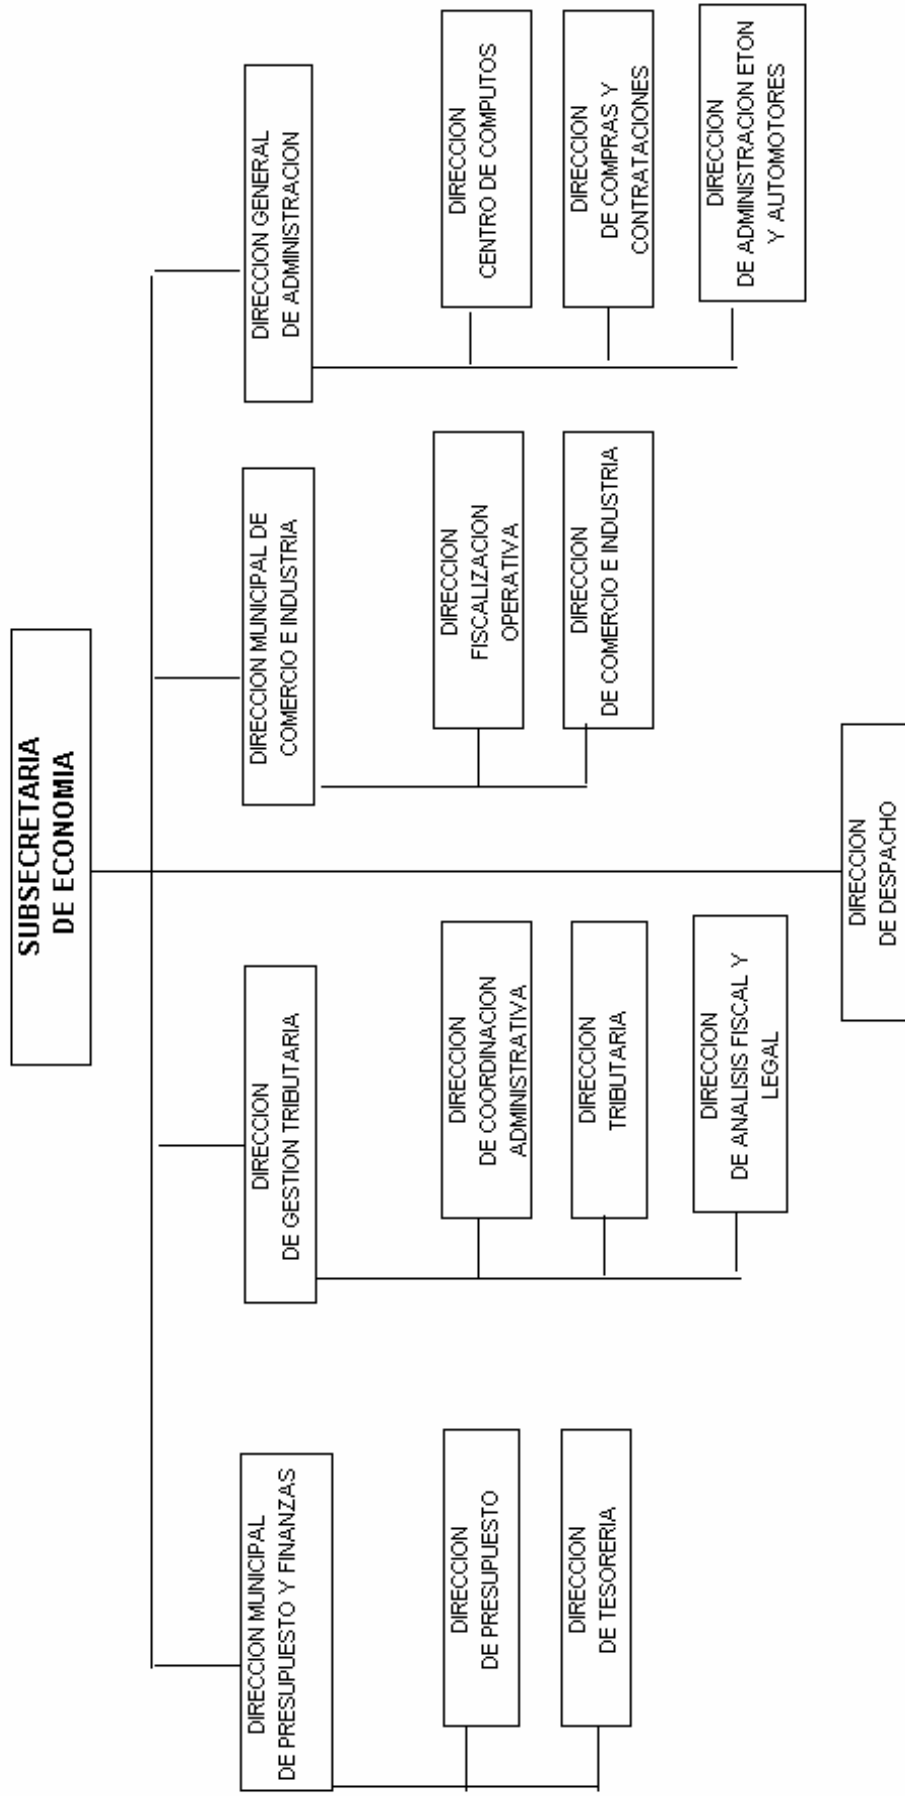 SUBSECRETARIA
DE ECONOMIA
DIRECCION MUNICIPAL
DE PRESUPUESTO Y FINANZAS
DIRECCION
DE PRESUPUESTO
DIRECCION
DE TESORERIA
DIRECCION
DE GESTION TRIBUTARIA
DIRECCION
DE COORDINACION
ADMINISTRATIVA
DIRECCION
TRIBUTARIA
DIRECCION
DE ANALISIS FISCAL Y
LEGAL
DIRECCION MUNICIPAL DE
COMERCIO E INDUSTRIA
DIRECCION
FISCALIZACION
OPERATIVA
DIRECCION
DE COMERCIO E INDUSTRIA
DIRECCION GENERAL
DE ADMINISTRACION
DIRECCION
CENTRO DE COMPUTOS
DIRECCION
DE COMPRAS Y
CONTRATACIONES
DIRECCION
DE ADMINISTRACION ETON
Y AUTOMOTORES
DIRECCION
DE DESPACHO